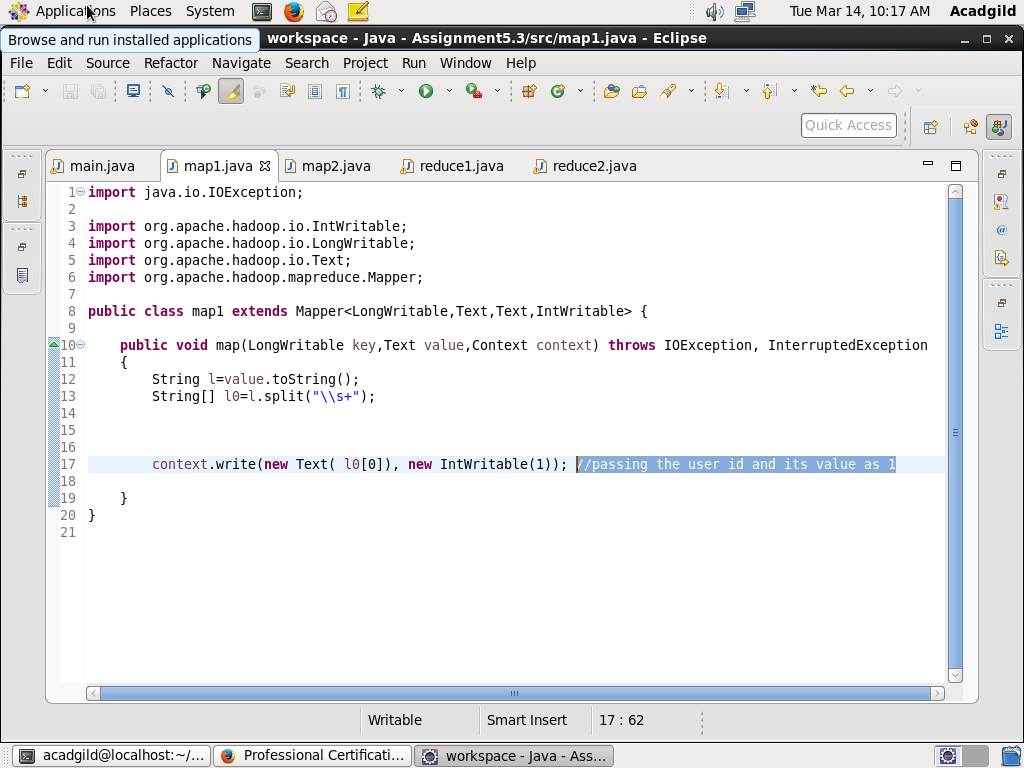 Applications Places System Tue Mar 14, 10:17 AM Acadgild
Browse and run installed applications
workspace - Java - Assignment5.3/src/map1.java - Eclipse
File Edit Source Refactor Navigate Search Project Run Window Help
Quick Access
main.java map1.java map2.java reduce1.java reduce2.java
1 import java.io.IOException;
2
3 import org.apache.hadoop.io.IntWritable;
4 import org.apache.hadoop.io.LongWritable;
5 import org.apache.hadoop.io.Text;
6 import org.apache.hadoop.mapreduce.Mapper;
7
8 public class map1 extends Mapper<LongWritable,Text,Text,IntWritable> {
9
10     public void map(LongWritable key,Text value,Context context) throws IOException, InterruptedException
11     {
12         String l=value.toString();
13         String[] l0=l.split("\\s+");
14
15
16
17         context.write(new Text( l0[0]), new IntWritable(1)); //passing the user id and its value as 1
18
19     }
20 }
21
Writable Smart Insert 17 : 62
acadgild@localhost:~/... Professional Certificati... workspace - Java - Ass...